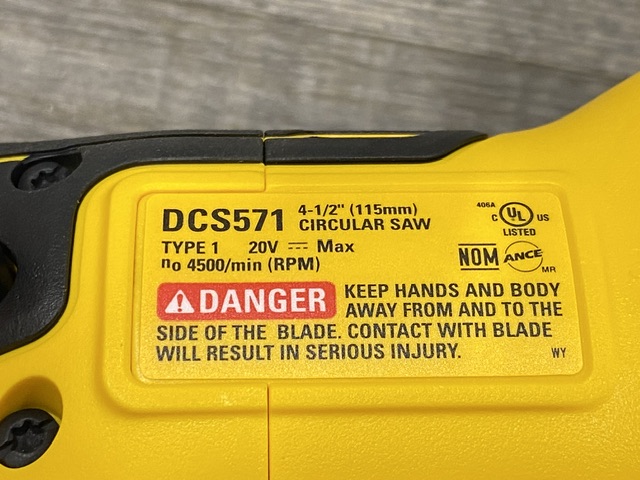 DCS571 4-1/2" (115mm)
CIRCULAR SAW
TYPE 1 20V ⎓ Max
no 4500/min (RPM)
406A
C UL US
LISTED
NOM ANCE MR
DANGER KEEP HANDS AND BODY
AWAY FROM AND TO THE
SIDE OF THE BLADE. CONTACT WITH BLADE
WILL RESULT IN SERIOUS INJURY. WY